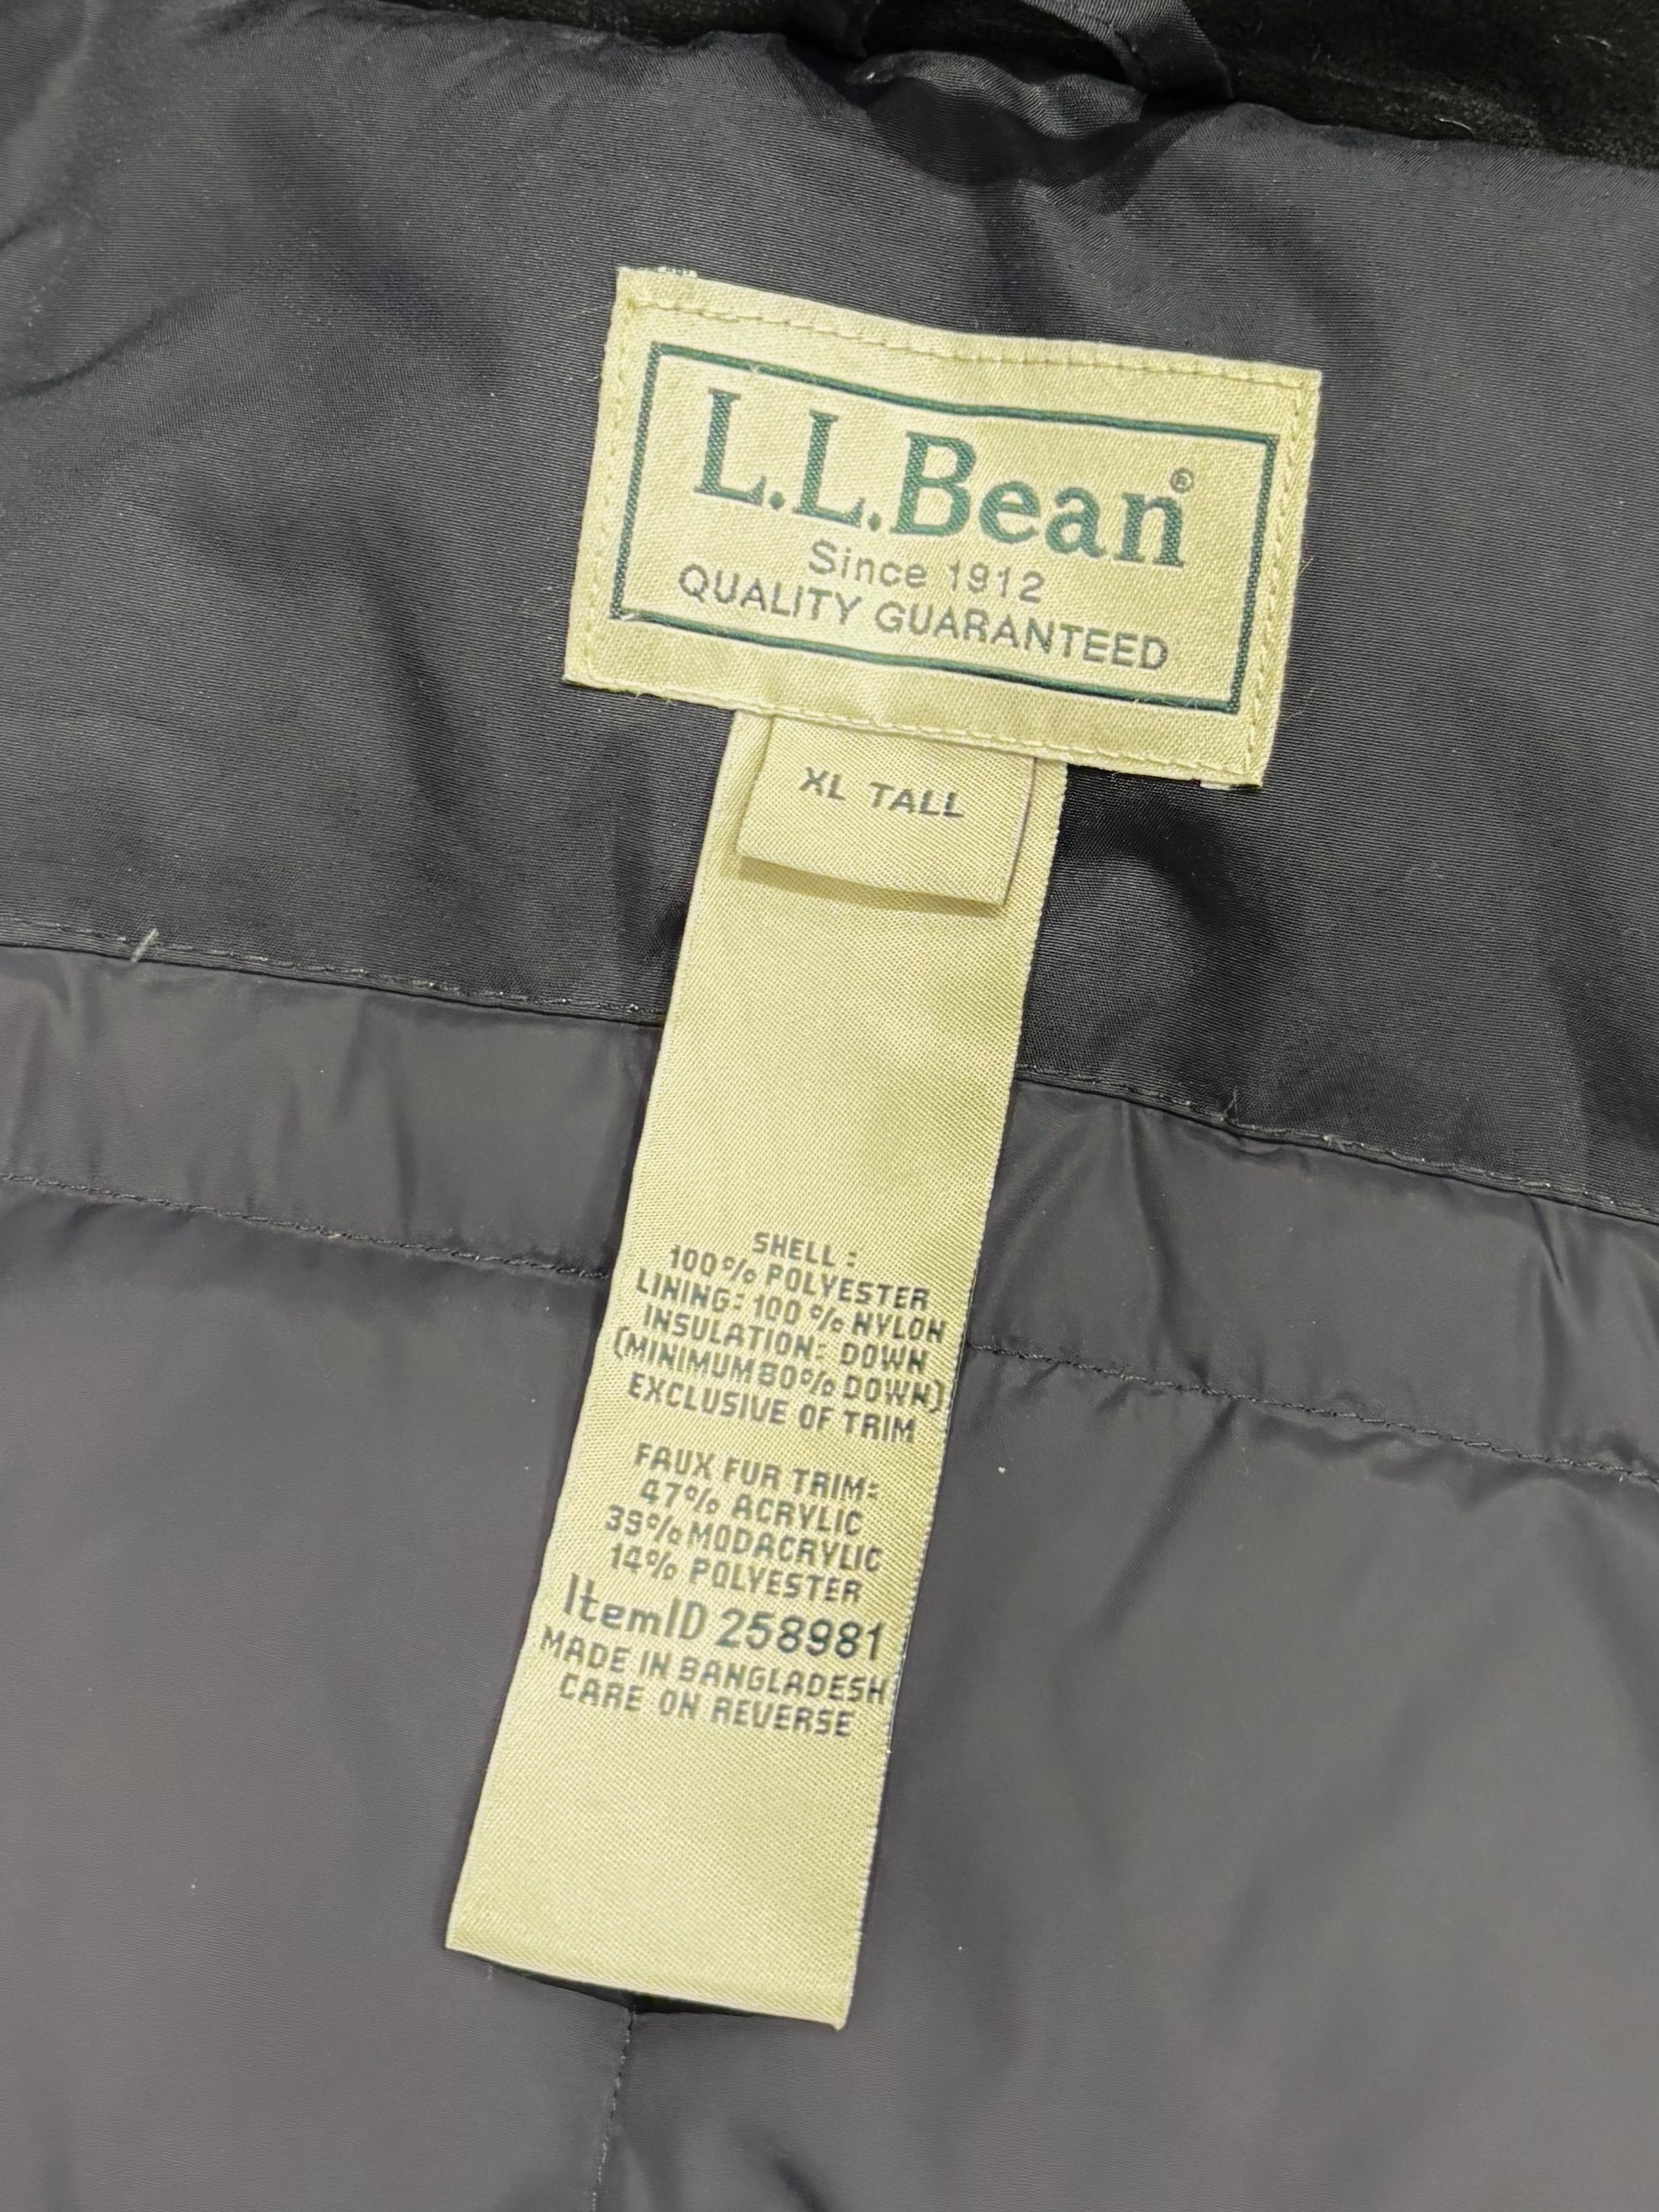 L.L.Bean®
Since 1912
QUALITY GUARANTEED
XL TALL
SHELL :
100% POLYESTER
LINING: 100% NYLON
INSULATION: DOWN
(MINIMUM 80% DOWN)
EXCLUSIVE OF TRIM
FAUX FUR TRIM:
47% ACRYLIC
39% MODACRYLIC
14% POLYESTER
ItemID 258981
MADE IN BANGLADESH
CARE ON REVERSE